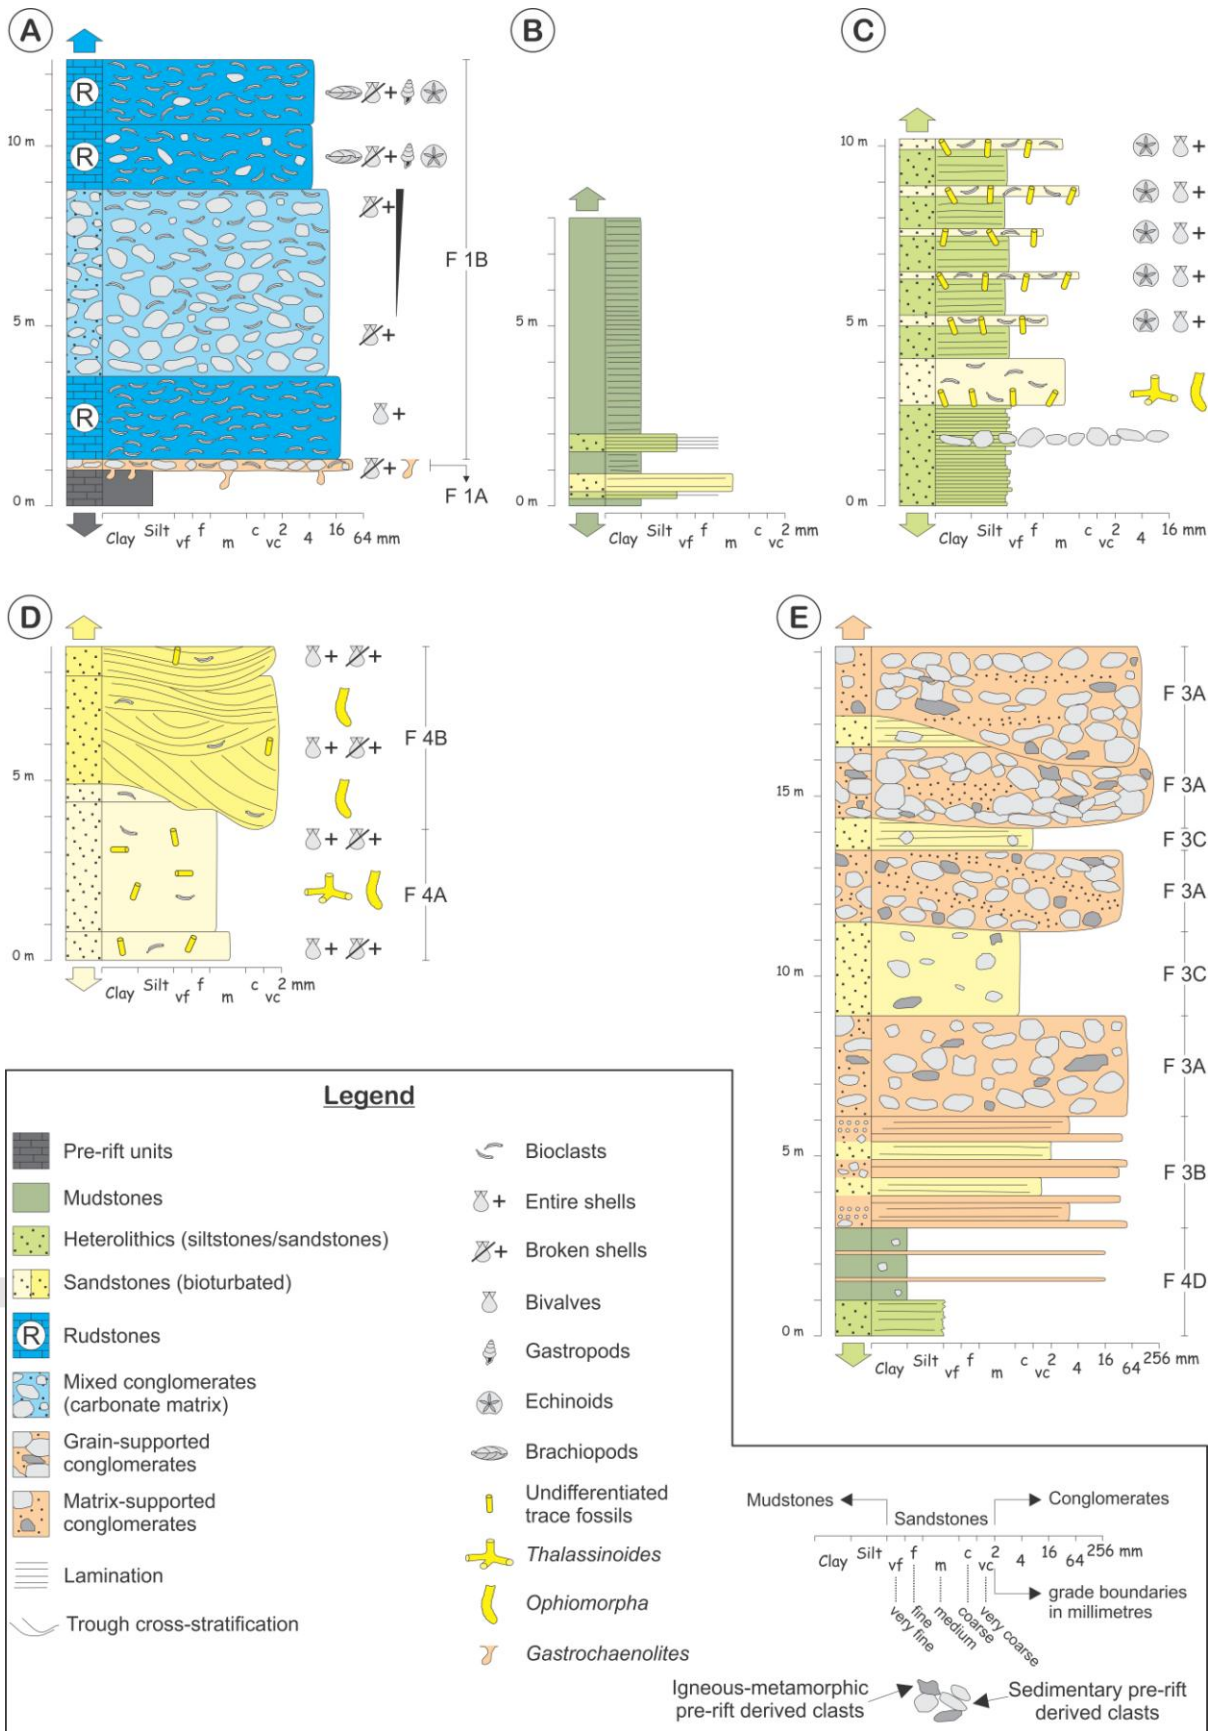 A
R
R
R
10 m
5 m
0 m
+
+
+
+
+
+
F 1B
F 1A
Clay Silt vf f m c vc 2 4 16 64 mm
B
5 m
0 m
Clay Silt vf f m c vc 2 mm
C
10 m
5 m
0 m
+
+
+
+
+
Clay Silt vf f m c vc 2 4 16 mm
D
5 m
0 m
+ +
+ +
+ +
+ +
F 4B
F 4A
Clay Silt vf f m c vc 2 mm
E
15 m
10 m
5 m
0 m
F 3A
F 3A
F 3C
F 3A
F 3C
F 3A
F 3B
F 4D
Clay Silt vf f m c vc 2 4 16 64 256 mm
Legend
Pre-rift units
Mudstones
Heterolithics (siltstones/sandstones)
Sandstones (bioturbated)
R Rudstones
Mixed conglomerates
(carbonate matrix)
Grain-supported
conglomerates
Matrix-supported
conglomerates
Lamination
Trough cross-stratification
Bioclasts
+ Entire shells
+ Broken shells
Bivalves
Gastropods
Echinoids
Brachiopods
Undifferentiated
trace fossils
Thalassinoides
Ophiomorpha
Gastrochaenolites
Mudstones
Sandstones
Conglomerates
Clay Silt vf f m c vc 2 4 16 64 256 mm
very fine
fine
medium
coarse
very coarse
grade boundaries
in millimetres
Igneous-metamorphic
pre-rift derived clasts
Sedimentary pre-rift
derived clasts